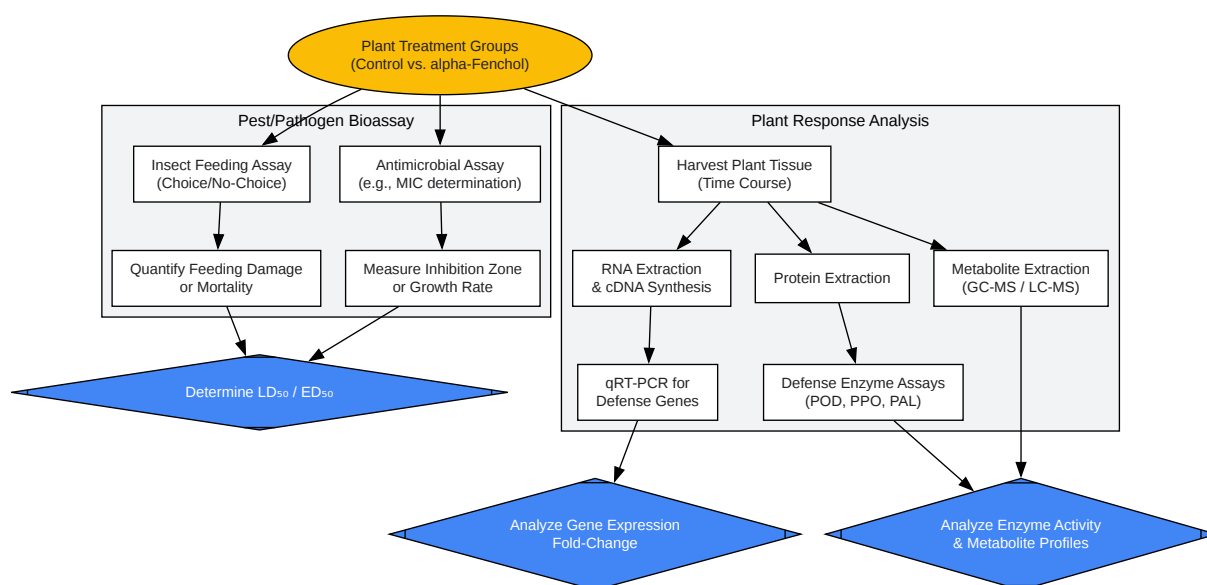 Plant Treatment Groups
(Control vs. alpha-Fenchol)
Pest/Pathogen Bioassay
Plant Response Analysis
Insect Feeding Assay
(Choice/No-Choice)
Antimicrobial Assay
(e.g., MIC determination)
Harvest Plant Tissue
(Time Course)
Quantify Feeding Damage
or Mortality
Measure Inhibition Zone
or Growth Rate
RNA Extraction
& cDNA Synthesis
Protein Extraction
Metabolite Extraction
(GC-MS / LC-MS)
Determine LD₅₀ / ED₅₀
qRT-PCR for
Defense Genes
Defense Enzyme Assays
(POD, PPO, PAL)
Analyze Gene Expression
Fold-Change
Analyze Enzyme Activity
& Metabolite Profiles